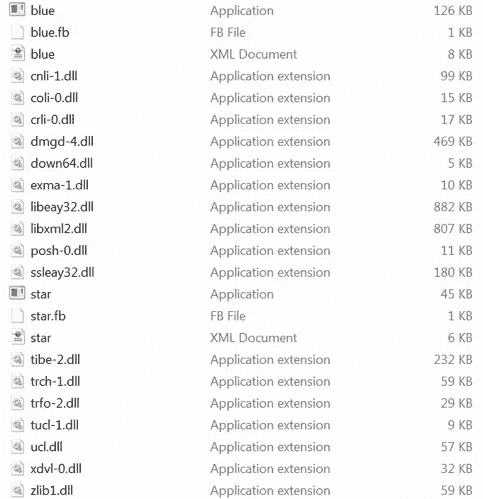 blue Application 126 KB
blue.fb FB File 1 KB
blue XML Document 8 KB
cnli-1.dll Application extension 99 KB
coli-0.dll Application extension 15 KB
crli-0.dll Application extension 17 KB
dmgd-4.dll Application extension 469 KB
down64.dll Application extension 5 KB
exma-1.dll Application extension 10 KB
libeay32.dll Application extension 882 KB
libxml2.dll Application extension 807 KB
posh-0.dll Application extension 11 KB
ssleay32.dll Application extension 180 KB
star Application 45 KB
star.fb FB File 1 KB
star XML Document 6 KB
tibe-2.dll Application extension 232 KB
trch-1.dll Application extension 59 KB
trfo-2.dll Application extension 29 KB
tucl-1.dll Application extension 9 KB
ucl.dll Application extension 57 KB
xdvl-0.dll Application extension 32 KB
zlib1.dll Application extension 59 KB